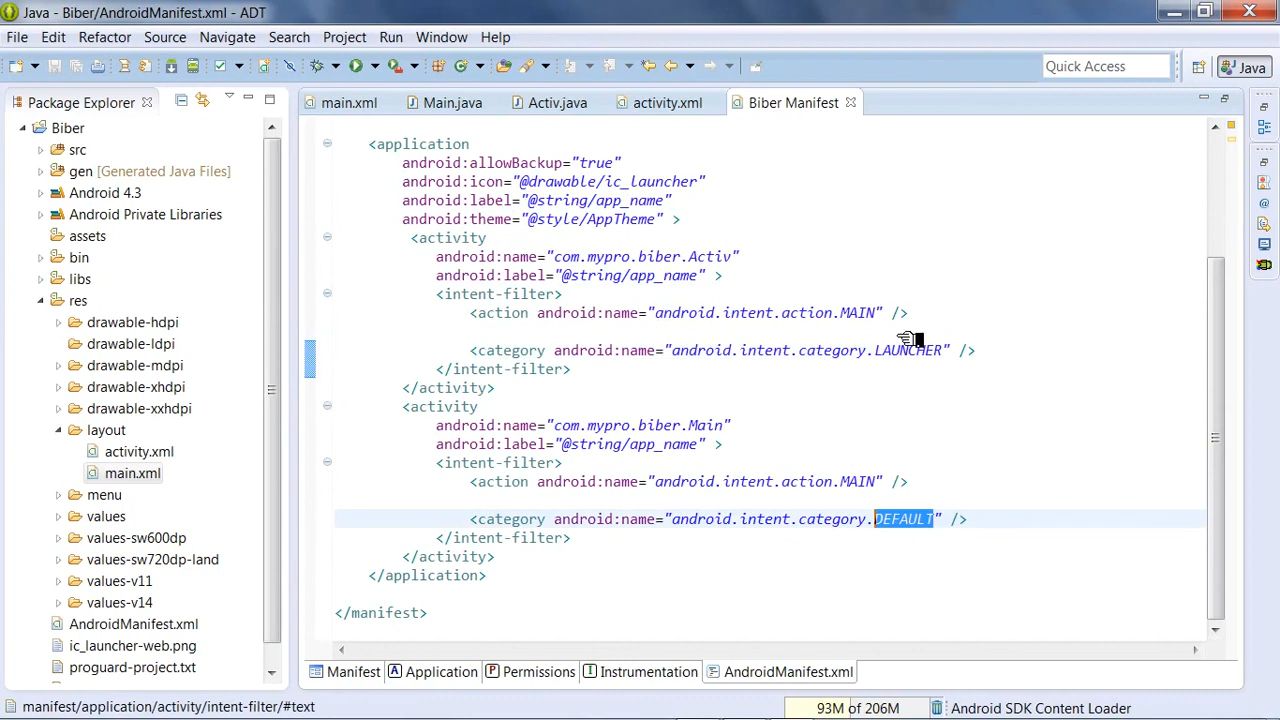 Java - Biber/AndroidManifest.xml - ADT
File Edit Refactor Source Navigate Search Project Run Window Help
Quick Access
Java
Package Explorer
main.xml
Main.java
Activ.java
activity.xml
Biber Manifest
Biber
src
gen [Generated Java Files]
Android 4.3
Android Private Libraries
assets
bin
libs
res
drawable-hdpi
drawable-ldpi
drawable-mdpi
drawable-xhdpi
drawable-xxhdpi
layout
activity.xml
main.xml
menu
values
values-sw600dp
values-sw720dp-land
values-v11
values-v14
AndroidManifest.xml
ic_launcher-web.png
proguard-project.txt
<application
android:allowBackup="true"
android:icon="@drawable/ic_launcher"
android:label="@string/app_name"
android:theme="@style/AppTheme" >
<activity
android:name="com.mypro.biber.Activ"
android:label="@string/app_name" >
<intent-filter>
<action android:name="android.intent.action.MAIN" />
<category android:name="android.intent.category.LAUNCHER" />
</intent-filter>
</activity>
<activity
android:name="com.mypro.biber.Main"
android:label="@string/app_name" >
<intent-filter>
<action android:name="android.intent.action.MAIN" />
<category android:name="android.intent.category.DEFAULT" />
</intent-filter>
</activity>
</application>
</manifest>
Manifest
A Application
P Permissions
I Instrumentation
AndroidManifest.xml
manifest/application/activity/intent-filter/#text
93M of 206M
Android SDK Content Loader